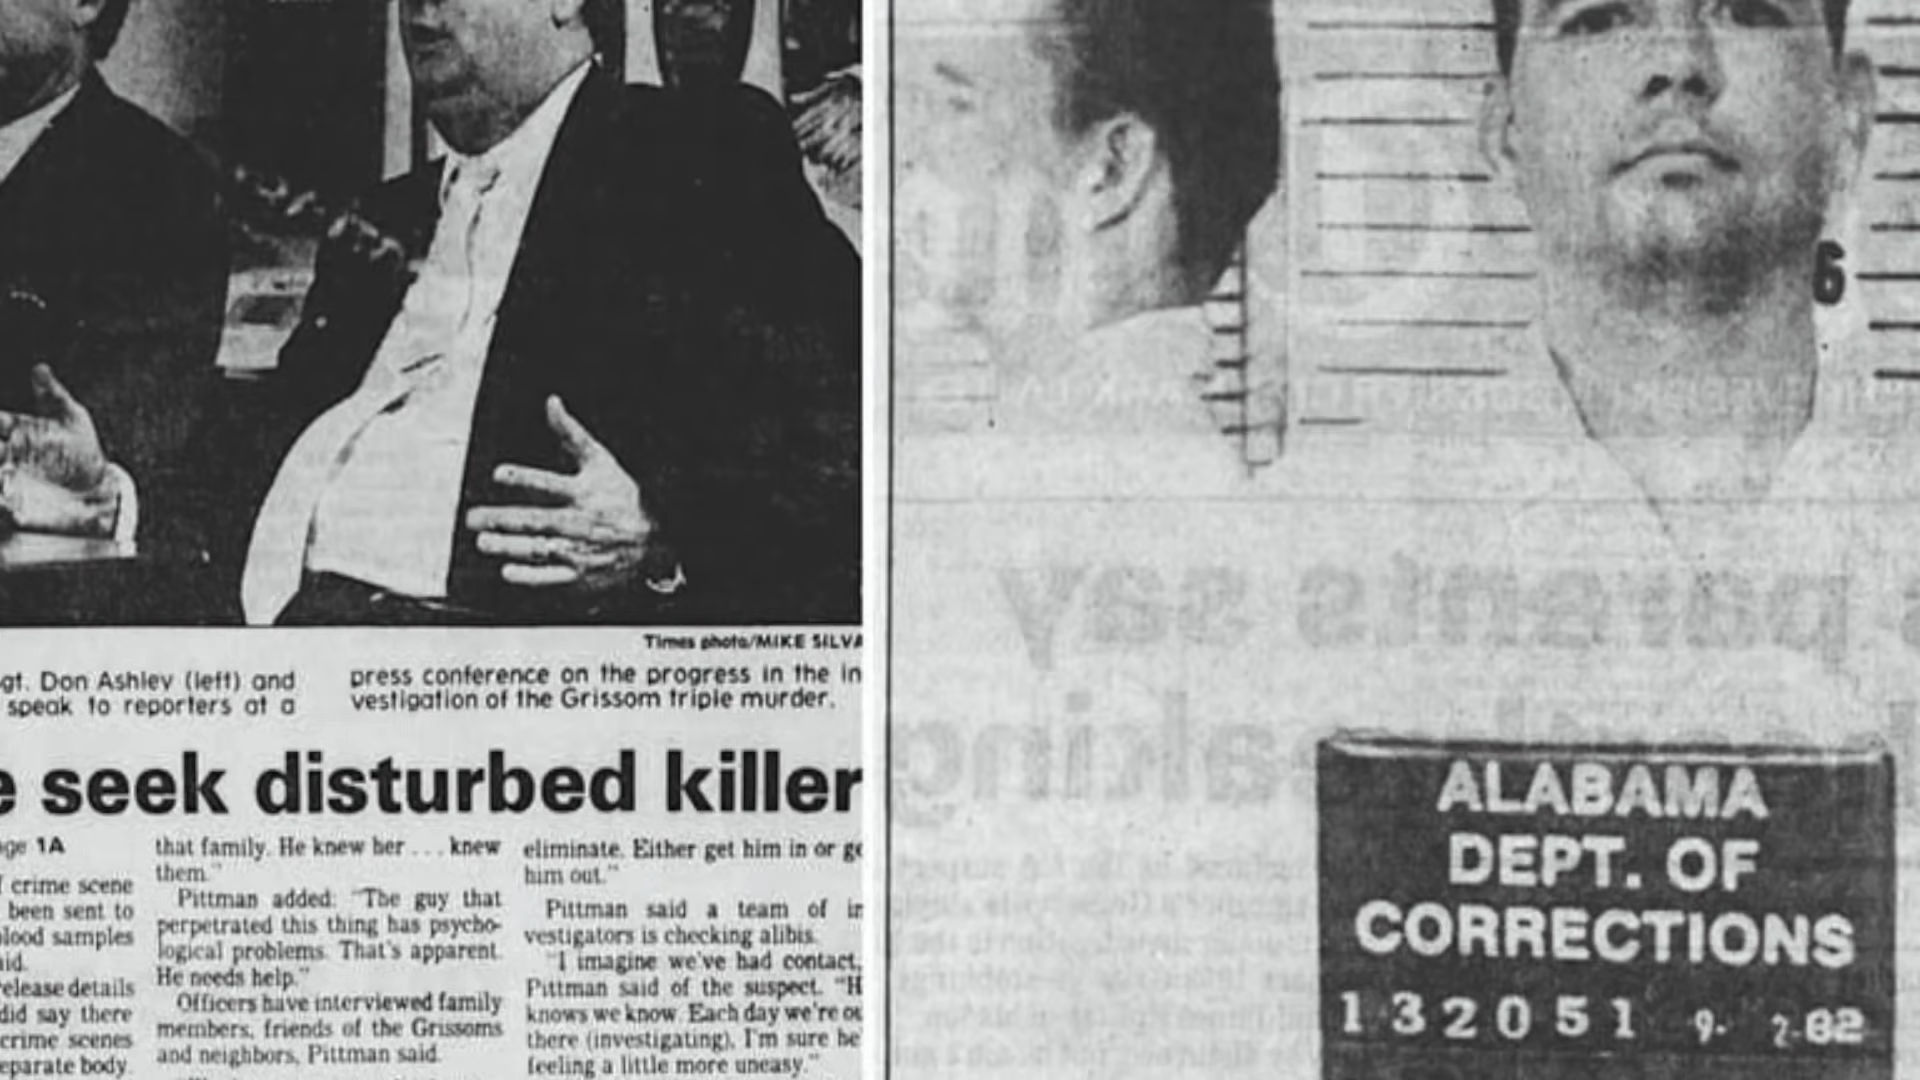 Times photo/MIKE SILVA
gt. Don Ashley (left) and
speak to reporters at a
press conference on the progress in the in
vestigation of the Grissom triple murder.
e seek disturbed killer
age 1A
f crime scene
been sent to
blood samples
aid.
release details
did say there
crime scenes
eparate body.
that family. He knew her . . . knew
them."
Pittman added: "The guy that
perpetrated this thing has psycho-
logical problems. That's apparent.
He needs help."
Officers have interviewed family
members, friends of the Grissoms
and neighbors, Pittman said.
eliminate. Either get him in or ge
him out."
Pittman said a team of in
vestigators is checking alibis.
"I imagine we've had contact,
Pittman said of the suspect. "H
knows we know. Each day we're ou
there (investigating), I'm sure he'
feeling a little more uneasy."
6
ALABAMA
DEPT. OF
CORRECTIONS
132051 9- 2-82